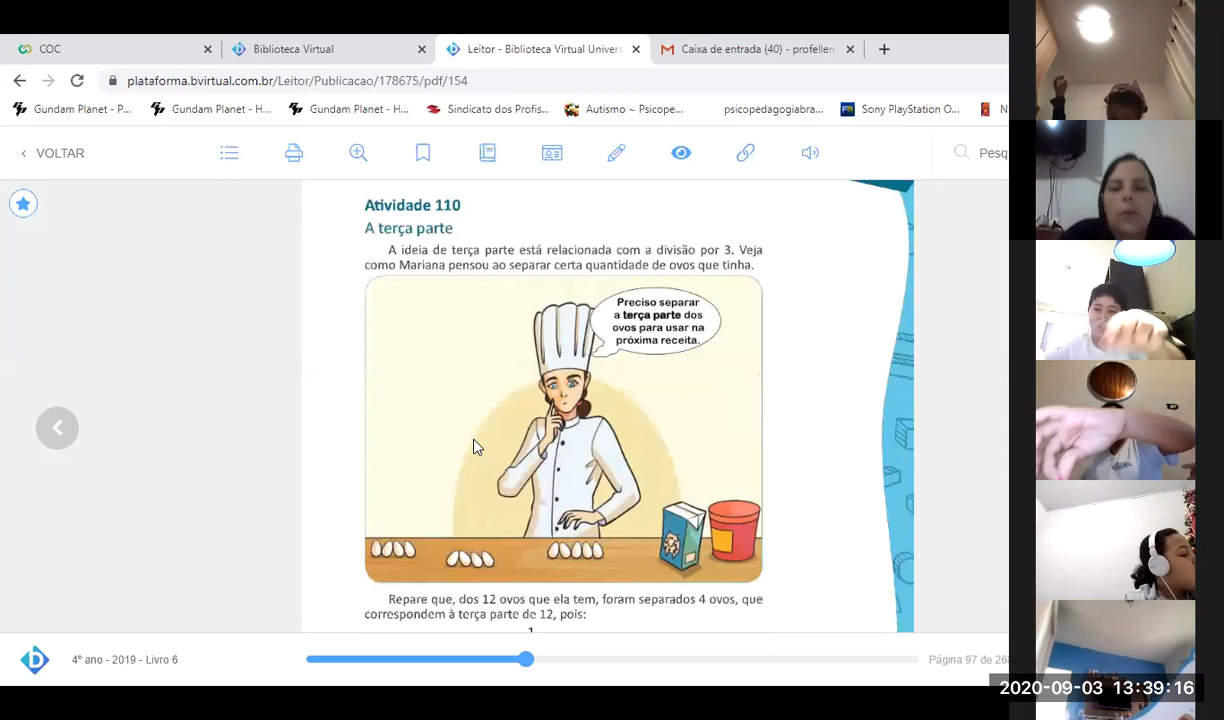 COC
Biblioteca Virtual
Leitor - Biblioteca Virtual Univers
Caixa de entrada (40) - profellen
plataforma.bvirtual.com.br/Leitor/Publicacao/178675/pdf/154
Gundam Planet - P...
Gundam Planet - H...
Gundam Planet - H...
Sindicato dos Profis...
Autismo ~ Psicope...
psicopedagogiabra...
Sony PlayStation O...
N
VOLTAR
Pesq
Atividade 110
A terça parte
A ideia de terça parte está relacionada com a divisão por 3. Veja
como Mariana pensou ao separar certa quantidade de ovos que tinha.
Preciso separar
a terça parte dos
ovos para usar na
próxima receita.
Repare que, dos 12 ovos que ela tem, foram separados 4 ovos, que
correspondem à terça parte de 12, pois:
1
4º ano - 2019 - Livro 6
Página 97 de 268
2020-09-03 13:39:16